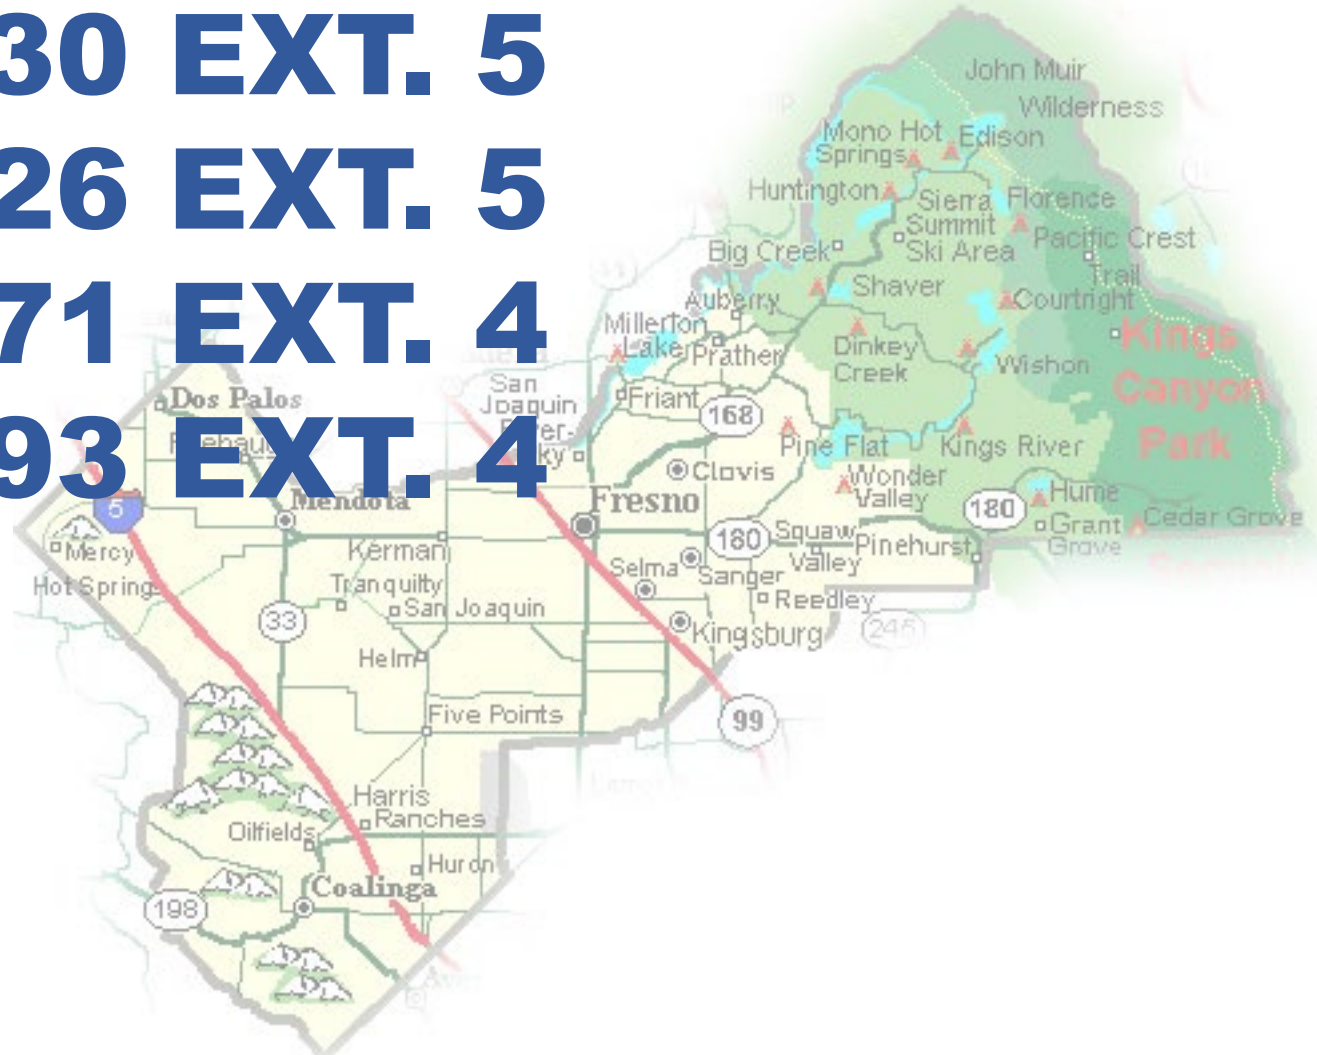 30 EXT. 5
26 EXT. 5
71 EXT. 4
93 EXT. 4
John Muir
Wilderness
Mono Hot
Springs
Edison
Huntington
Sierra
Summit
Ski Area
Florence
Big Creek
Pacific Crest
Trail
Shaver
Auberry
Courtright
Millerton
Lake
Prather
Dinkey
Creek
Wishon
Kings
Canyon
Park
San
Joaquin
Dos Palos
Friant
168
Pine Flat
Kings River
Clovis
Wonder
Valley
5
Mendota
Fresno
180
Hume
Grant
Grove
Cedar Grove
Mercy
Hot Springs
Kerman
180
Squaw
Valley
Pinehurst
Tranquilty
San Joaquin
Selma
Sanger
Reedley
33
Kingsburg
245
Helm
Five Points
99
Harris
Ranches
Oilfields
Huron
Coalinga
198